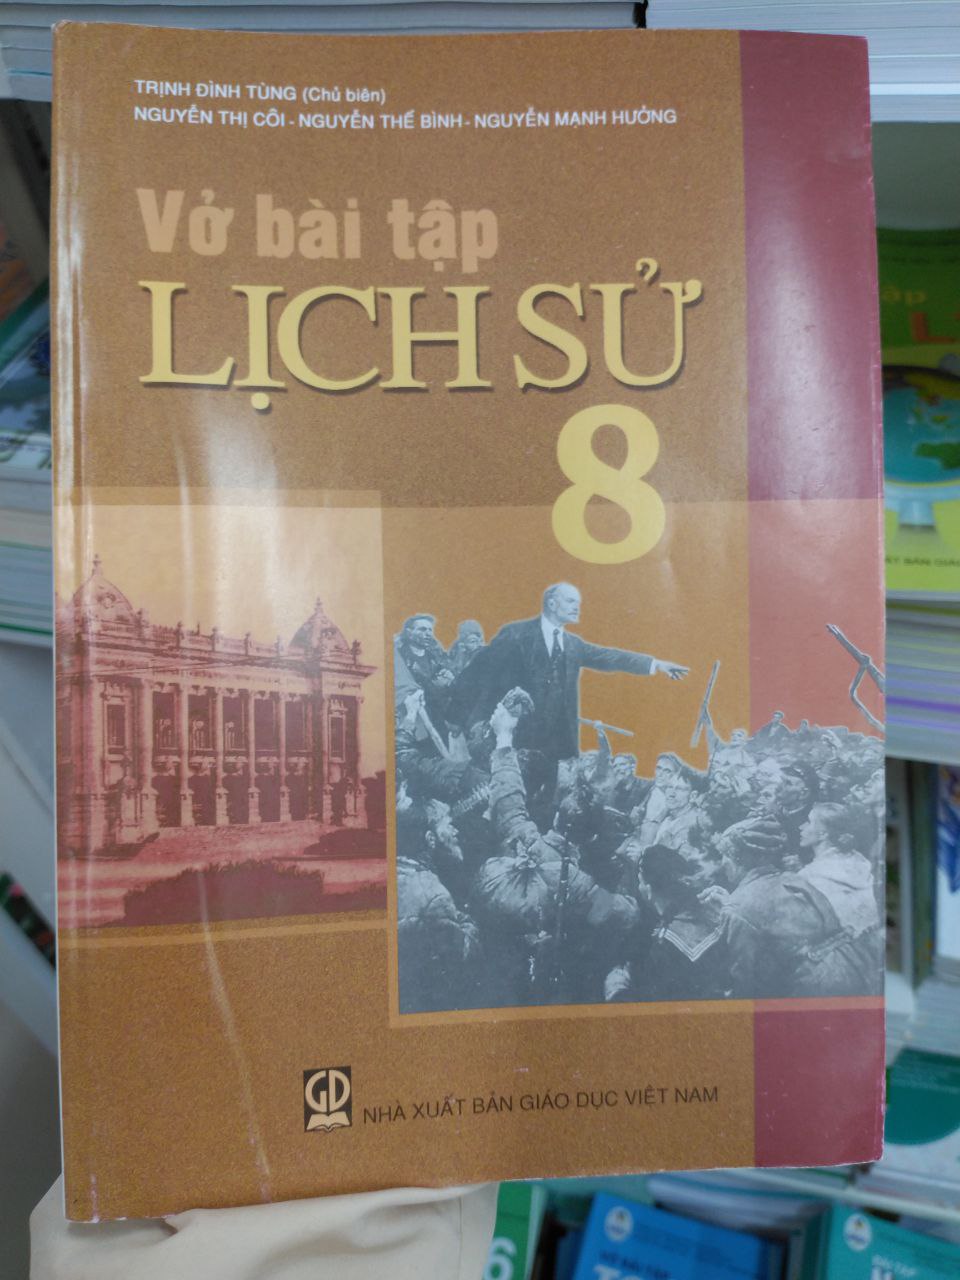 TRỊNH ĐÌNH TÙNG (Chủ biên)
NGUYỄN THỊ CÔI - NGUYỄN THẾ BÌNH - NGUYỄN MẠNH HƯỞNG
Vở bài tập
LỊCH SỬ
8
GD
NHÀ XUẤT BẢN GIÁO DỤC VIỆT NAM
6